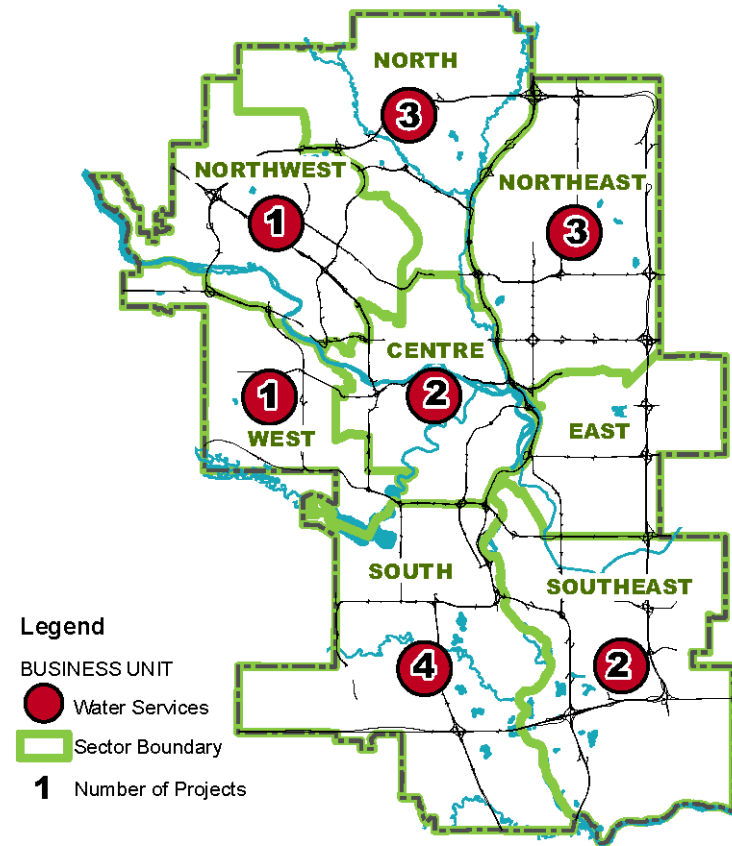 NORTH
3
NORTHWEST
NORTHEAST
1
3
CENTRE
1
2
WEST
EAST
SOUTH
SOUTHEAST
4
2
Legend
BUSINESS UNIT
Water Services
Sector Boundary
1 Number of Projects